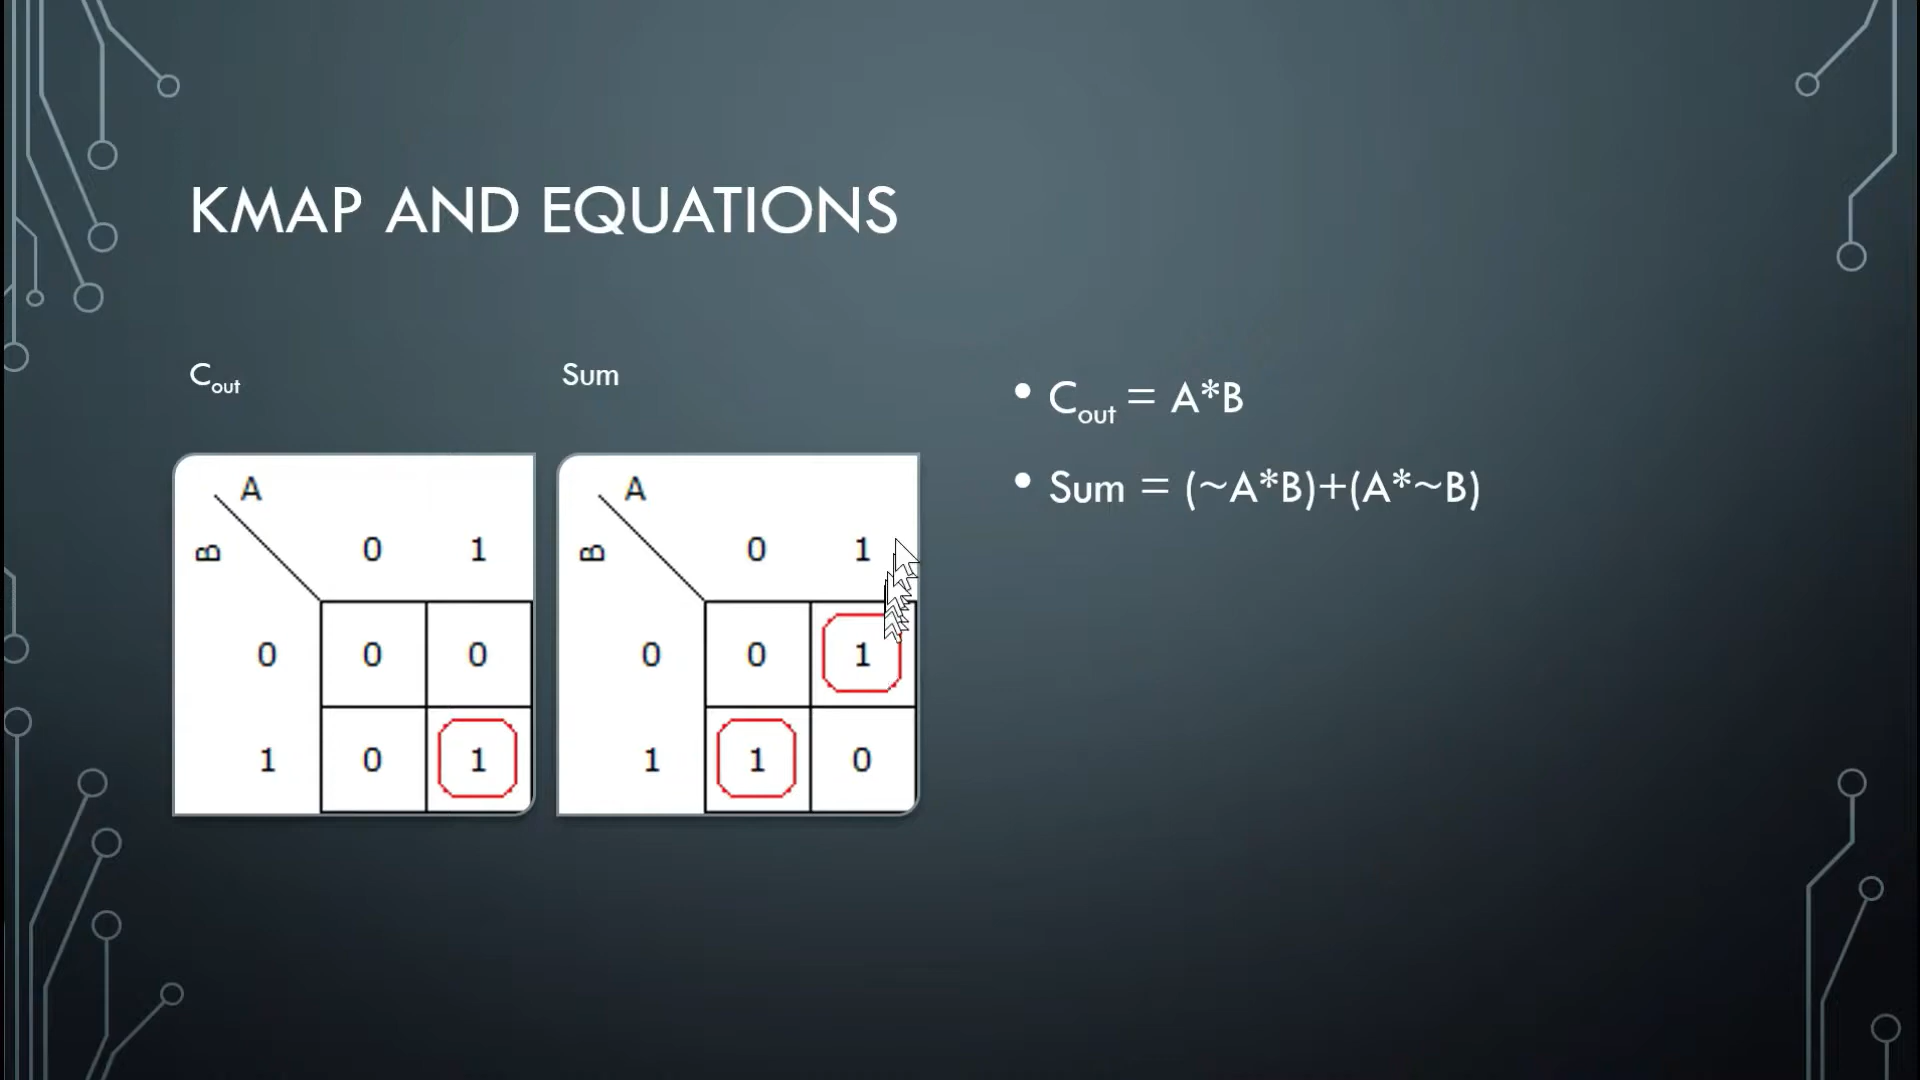 KMAP AND EQUATIONS
Cout
Sum
A
B
0 1
0 0 0
1 0 1
A
B
0 1
0 0 1
1 1 0
• Cout = A*B
• Sum = (~A*B)+(A*~B)